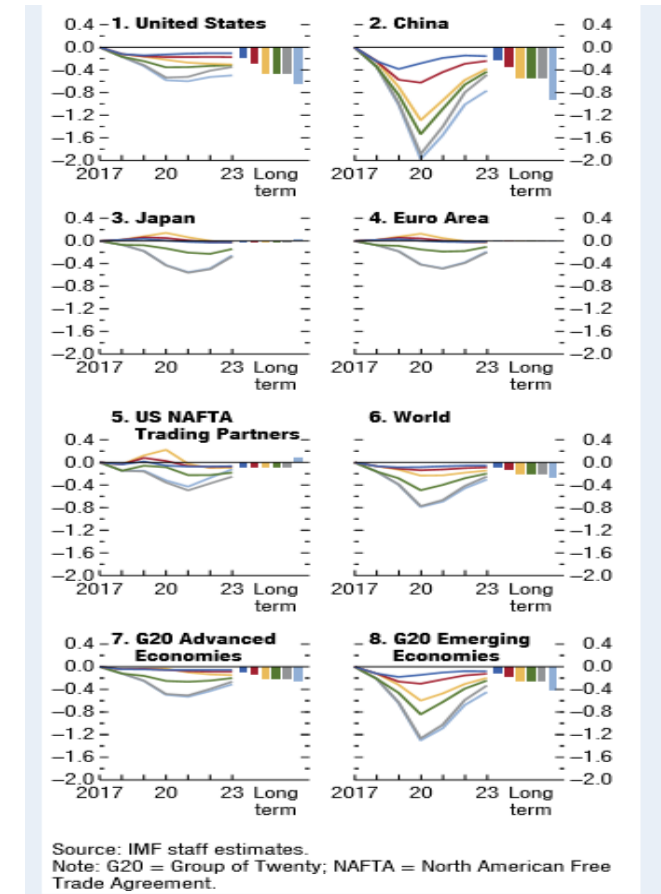 1. United States
2. China
0.4
0.0
−0.4
−0.8
−1.2
−1.6
−2.0
0.4
0.0
−0.4
−0.8
−1.2
−1.6
−2.0
2017 20 23 Long term
2017 20 23 Long term
3. Japan
4. Euro Area
0.4
0.0
−0.4
−0.8
−1.2
−1.6
−2.0
0.4
0.0
−0.4
−0.8
−1.2
−1.6
−2.0
2017 20 23 Long term
2017 20 23 Long term
5. US NAFTA
Trading Partners
6. World
0.4
0.0
−0.4
−0.8
−1.2
−1.6
−2.0
0.4
0.0
−0.4
−0.8
−1.2
−1.6
−2.0
2017 20 23 Long term
2017 20 23 Long term
7. G20 Advanced
Economies
8. G20 Emerging
Economies
0.4
0.0
−0.4
−0.8
−1.2
−1.6
−2.0
0.4
0.0
−0.4
−0.8
−1.2
−1.6
−2.0
2017 20 23 Long term
2017 20 23 Long term
Source: IMF staff estimates.
Note: G20 = Group of Twenty; NAFTA = North American Free
Trade Agreement.